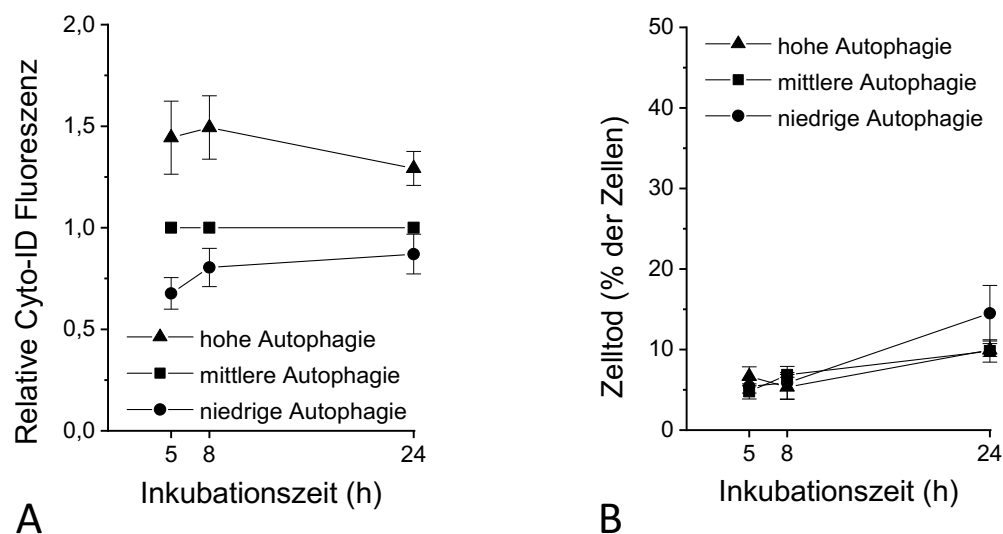 2,0
1,5
1,0
0,5
0,0
Relative Cyto-ID Fluoreszenz
hohe Autophagie
mittlere Autophagie
niedrige Autophagie
5 8 24
Inkubationszeit (h)
A
50
40
30
20
10
0
Zelltod (% der Zellen)
hohe Autophagie
mittlere Autophagie
niedrige Autophagie
5 8 24
Inkubationszeit (h)
B